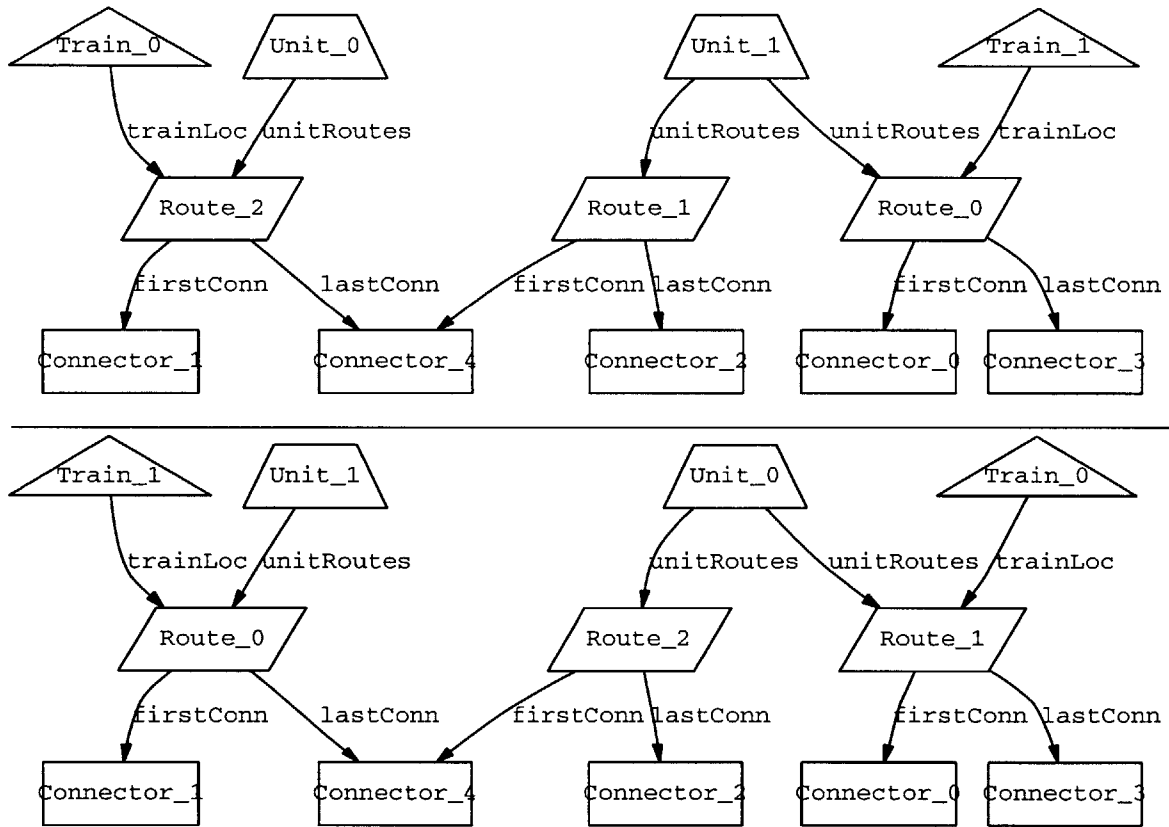 Train_0 Unit_0 Unit_1 Train_1
trainLoc unitRoutes unitRoutes unitRoutes trainLoc
Route_2 Route_1 Route_0
firstConn lastConn firstConn lastConn firstConn lastConn
Connector_1 Connector_4 Connector_2 Connector_0 Connector_3
Train_1 Unit_1 Unit_0 Train_0
trainLoc unitRoutes unitRoutes unitRoutes trainLoc
Route_0 Route_2 Route_1
firstConn lastConn firstConn lastConn firstConn lastConn
Connector_1 Connector_4 Connector_2 Connector_0 Connector_3